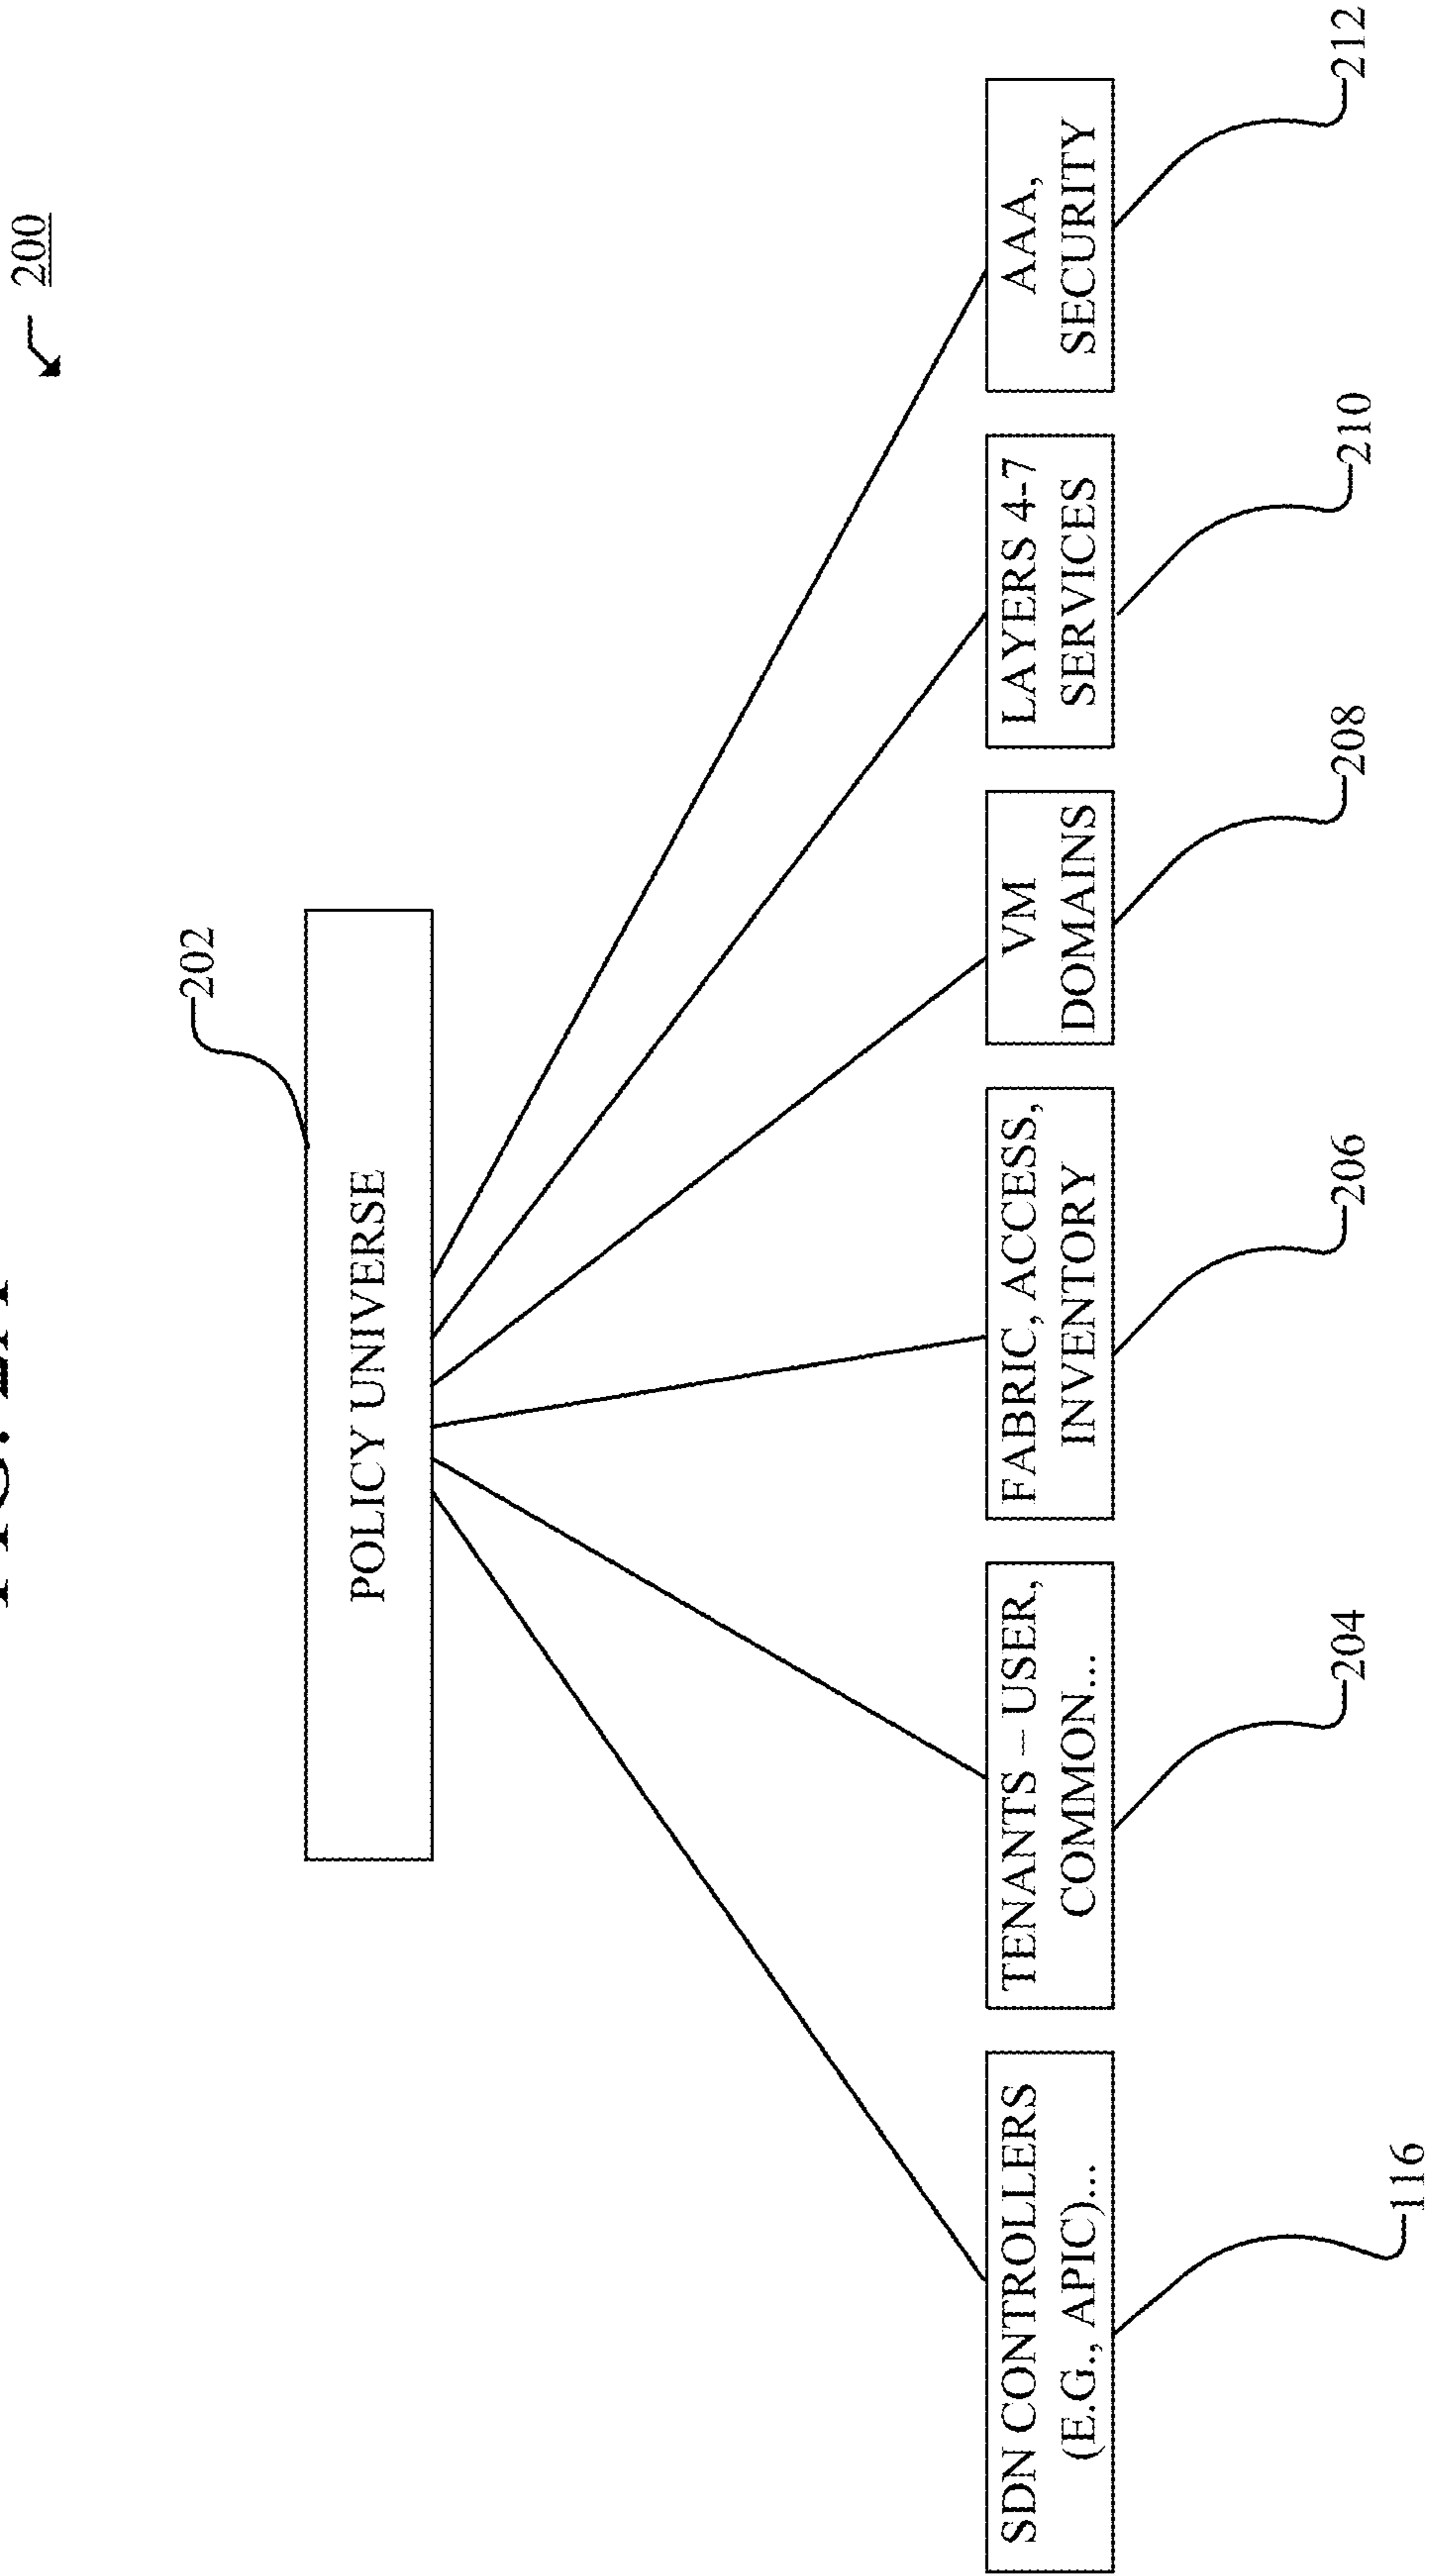 200
202
POLICY UNIVERSE
SDN CONTROLLERS
(E.G., APIC)...
TENANTS – USER,
COMMON...
FABRIC, ACCESS,
INVENTORY
VM
DOMAINS
LAYERS 4-7
SERVICES
AAA,
SECURITY
116
204
206
208
210
212